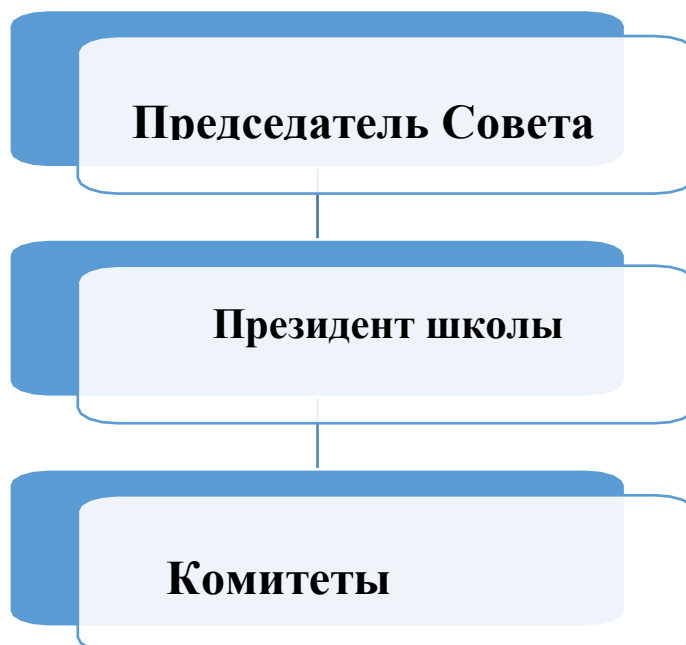 Председатель Совета
Президент школы
Комитеты